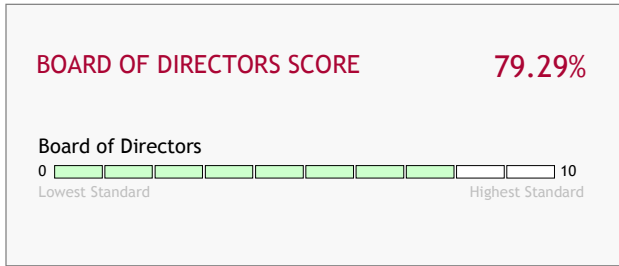 BOARD OF DIRECTORS SCORE 79.29%
Board of Directors
0 10
Lowest Standard Highest Standard